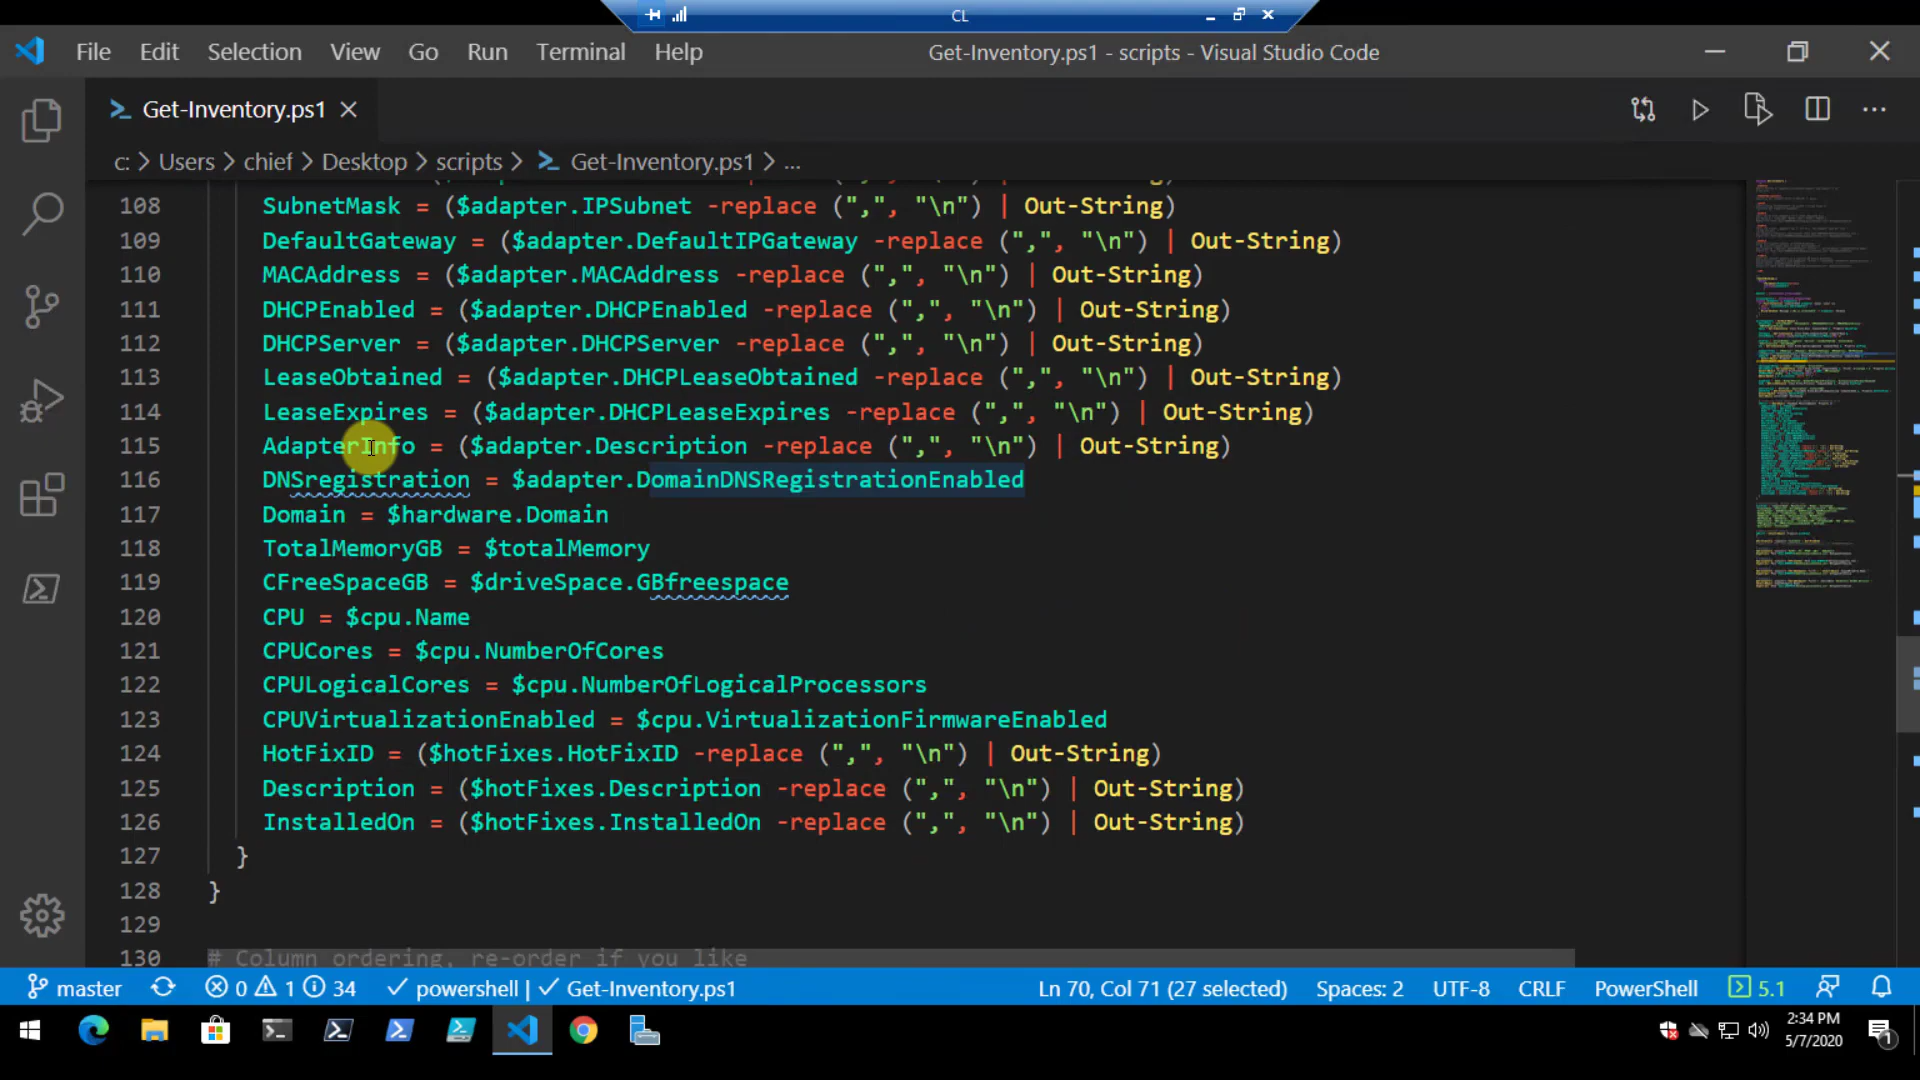 CL
File Edit Selection View Go Run Terminal Help Get-Inventory.ps1 - scripts - Visual Studio Code
Get-Inventory.ps1
c: > Users > chief > Desktop > scripts > Get-Inventory.ps1 > ...
108 SubnetMask = ($adapter.IPSubnet -replace (",", "\n") | Out-String)
109 DefaultGateway = ($adapter.DefaultIPGateway -replace (",", "\n") | Out-String)
110 MACAddress = ($adapter.MACAddress -replace (",", "\n") | Out-String)
111 DHCPEnabled = ($adapter.DHCPEnabled -replace (",", "\n") | Out-String)
112 DHCPServer = ($adapter.DHCPServer -replace (",", "\n") | Out-String)
113 LeaseObtained = ($adapter.DHCPLeaseObtained -replace (",", "\n") | Out-String)
114 LeaseExpires = ($adapter.DHCPLeaseExpires -replace (",", "\n") | Out-String)
115 AdapterInfo = ($adapter.Description -replace (",", "\n") | Out-String)
116 DNSregistration = $adapter.DomainDNSRegistrationEnabled
117 Domain = $hardware.Domain
118 TotalMemoryGB = $totalMemory
119 CFreeSpaceGB = $driveSpace.GBfreespace
120 CPU = $cpu.Name
121 CPUCores = $cpu.NumberOfCores
122 CPULogicalCores = $cpu.NumberOfLogicalProcessors
123 CPUVirtualizationEnabled = $cpu.VirtualizationFirmwareEnabled
124 HotFixID = ($hotFixes.HotFixID -replace (",", "\n") | Out-String)
125 Description = ($hotFixes.Description -replace (",", "\n") | Out-String)
126 InstalledOn = ($hotFixes.InstalledOn -replace (",", "\n") | Out-String)
127 }
128 }
129
130 # Column ordering, re-order if you like
master 0 1 34 powershell | Get-Inventory.ps1 Ln 70, Col 71 (27 selected) Spaces: 2 UTF-8 CRLF PowerShell 5.1
2:34 PM
5/7/2020
1